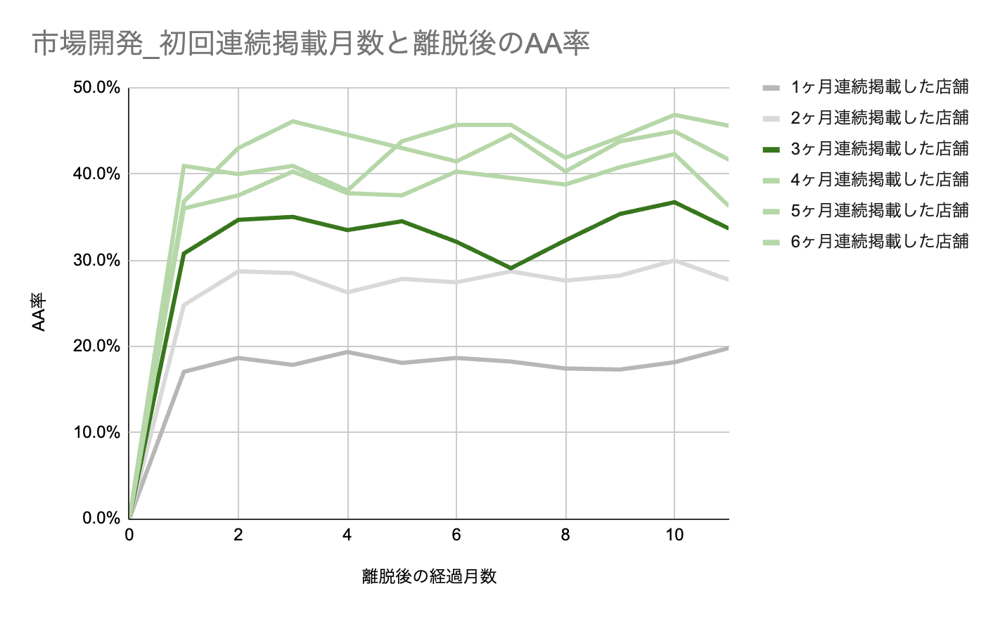 市場開発_初回連続掲載月数と離脱後のAA率
50.0%
40.0%
30.0%
20.0%
10.0%
0.0%
AA率
0 2 4 6 8 10
離脱後の経過月数
1ヶ月連続掲載した店舗
2ヶ月連続掲載した店舗
3ヶ月連続掲載した店舗
4ヶ月連続掲載した店舗
5ヶ月連続掲載した店舗
6ヶ月連続掲載した店舗